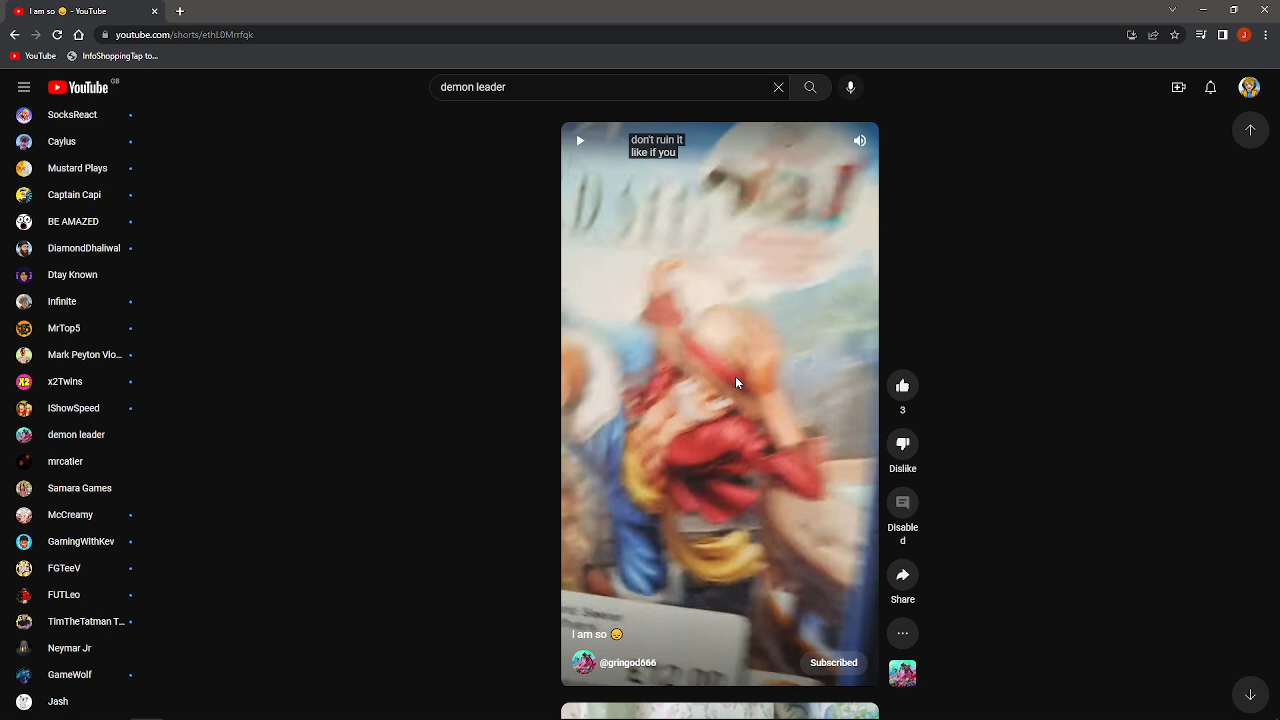 I am so 😞 - YouTube
youtube.com/shorts/ethL0Mrrfqk
J
YouTube
InfoShoppingTap to...
YouTube GB
demon leader
SocksReact
Caylus
Mustard Plays
Captain Capi
BE AMAZED
DiamondDhaliwal
Dtay Known
Infinite
MrTop5
Mark Peyton Vlo...
x2Twins
IShowSpeed
demon leader
mrcatier
Samara Games
McCreamy
GamingWithKev
FGTeeV
FUTLeo
TimTheTatman T...
Neymar Jr
GameWolf
Jash
don't ruin it
like if you
I am so 😞
@gringod666
Subscribed
3
Dislike
Disable
d
Share